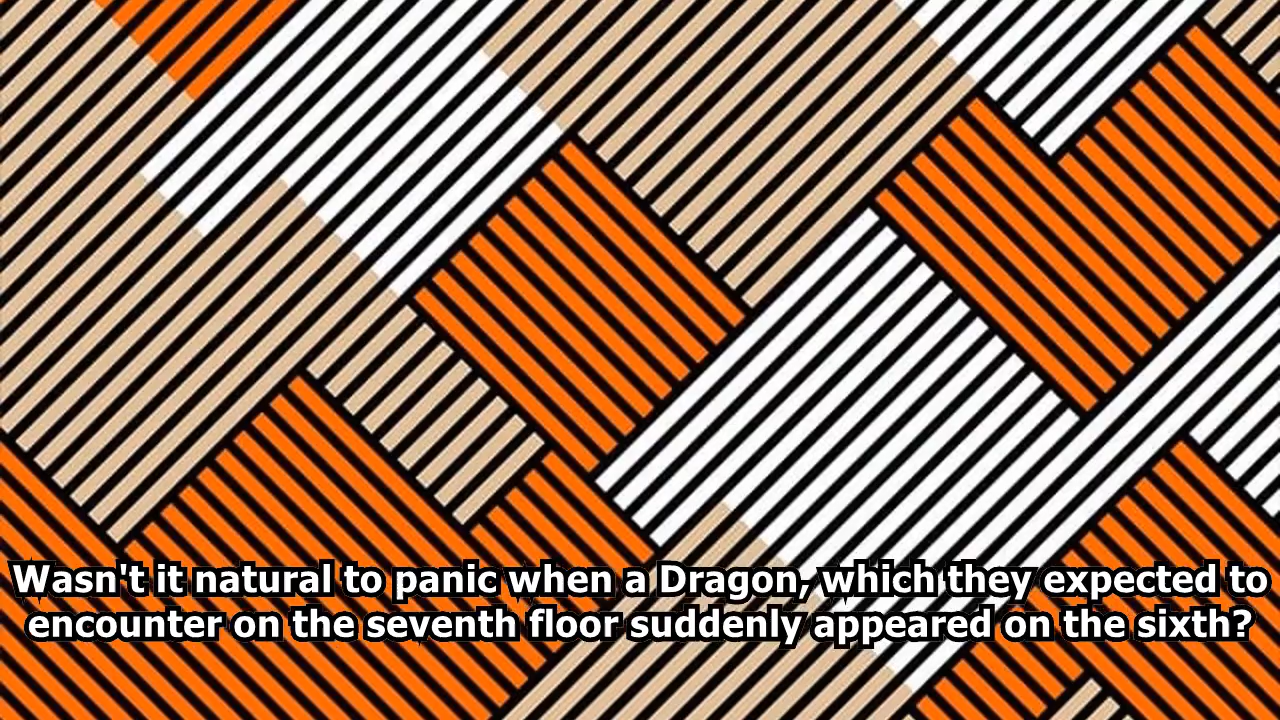 Wasn't it natural to panic when a Dragon, which they expected to
encounter on the seventh floor suddenly appeared on the sixth?